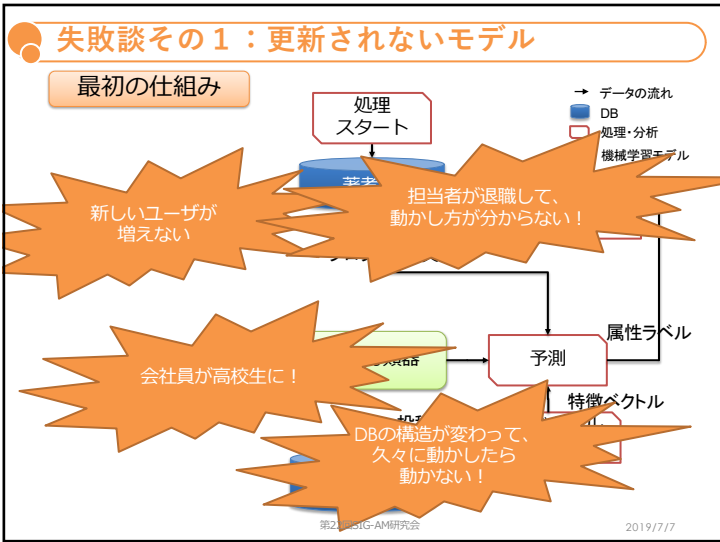 失敗談その１：更新されないモデル
最初の仕組み
処理
スタート
データの流れ
DB
処理・分析
機械学習モデル
新しいユーザが
増えない
担当者が退職して、
動かし方が分からない！
会社員が高校生に！
予測
属性ラベル
特徴ベクトル
DBの構造が変わって、
久々に動かしたら
動かない！
SIG-AM研究会
2019/7/7